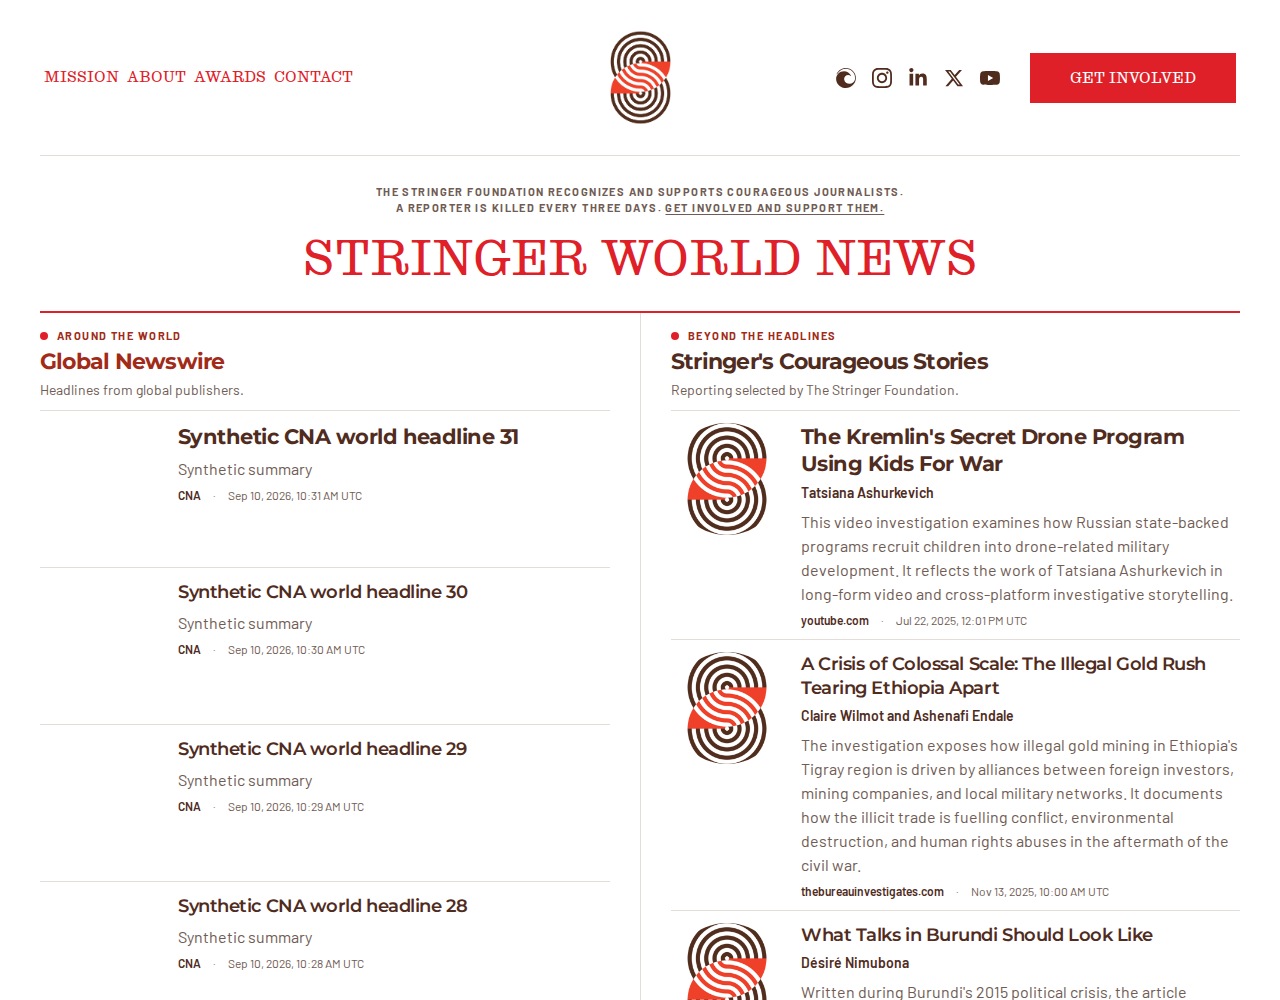 MISSION ABOUT AWARDS CONTACT
GET INVOLVED
THE STRINGER FOUNDATION RECOGNIZES AND SUPPORTS COURAGEOUS JOURNALISTS.
A REPORTER IS KILLED EVERY THREE DAYS. GET INVOLVED AND SUPPORT THEM.
STRINGER WORLD NEWS
AROUND THE WORLD
Global Newswire
Headlines from global publishers.
Synthetic CNA world headline 31
Synthetic summary
CNA · Sep 10, 2026, 10:31 AM UTC
Synthetic CNA world headline 30
Synthetic summary
CNA · Sep 10, 2026, 10:30 AM UTC
Synthetic CNA world headline 29
Synthetic summary
CNA · Sep 10, 2026, 10:29 AM UTC
Synthetic CNA world headline 28
Synthetic summary
CNA · Sep 10, 2026, 10:28 AM UTC
BEYOND THE HEADLINES
Stringer's Courageous Stories
Reporting selected by The Stringer Foundation.
The Kremlin's Secret Drone Program
Using Kids For War
Tatsiana Ashurkevich
This video investigation examines how Russian state-backed
programs recruit children into drone-related military
development. It reflects the work of Tatsiana Ashurkevich in
long-form video and cross-platform investigative storytelling.
youtube.com · Jul 22, 2025, 12:01 PM UTC
A Crisis of Colossal Scale: The Illegal Gold Rush
Tearing Ethiopia Apart
Claire Wilmot and Ashenafi Endale
The investigation exposes how illegal gold mining in Ethiopia's
Tigray region is driven by alliances between foreign investors,
mining companies, and local military networks. It documents
how the illicit trade is fuelling conflict, environmental
destruction, and human rights abuses in the aftermath of the
civil war.
thebureauinvestigates.com · Nov 13, 2025, 10:00 AM UTC
What Talks in Burundi Should Look Like
Désiré Nimubona
Written during Burundi's 2015 political crisis, the article